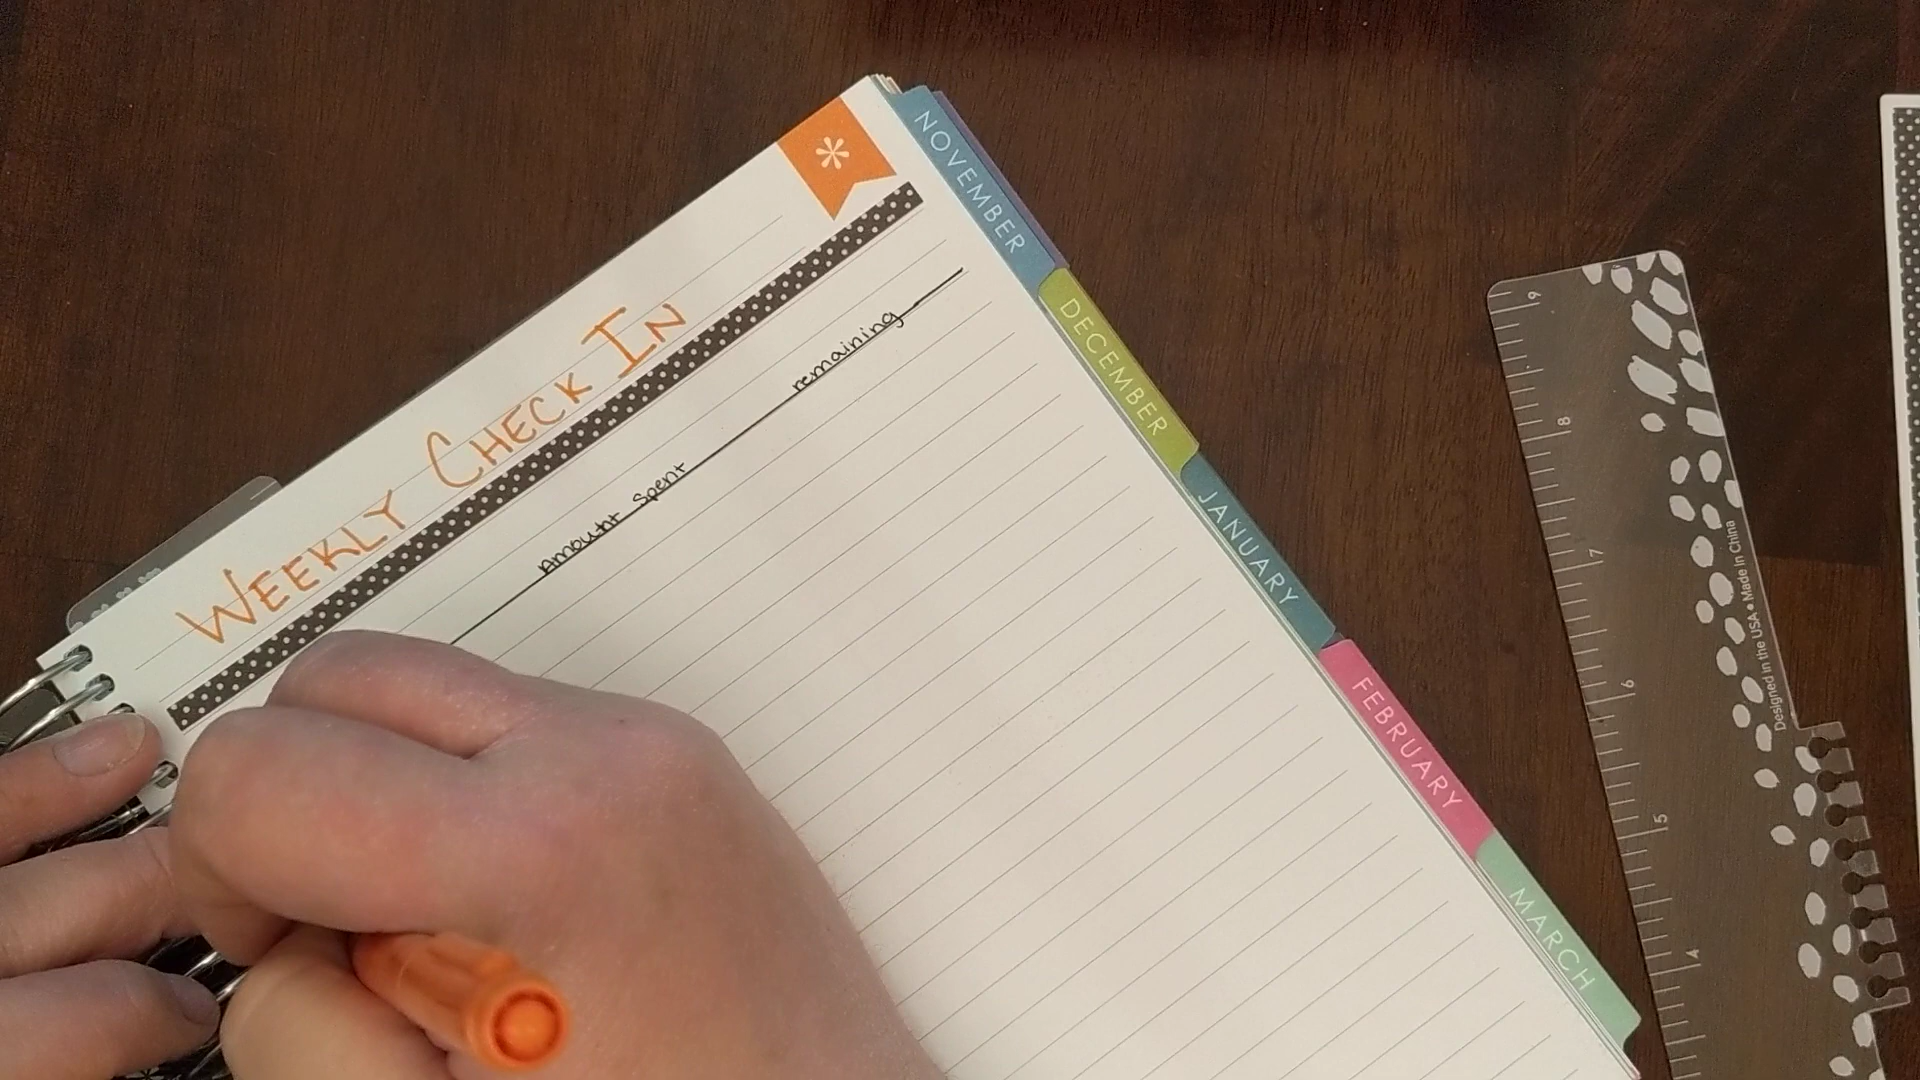 WEEKLY CHECK IN
Amount Spent remaining
NOVEMBER
DECEMBER
JANUARY
FEBRUARY
MARCH
9
8
7
6
5
4
Designed in the USA • Made in China